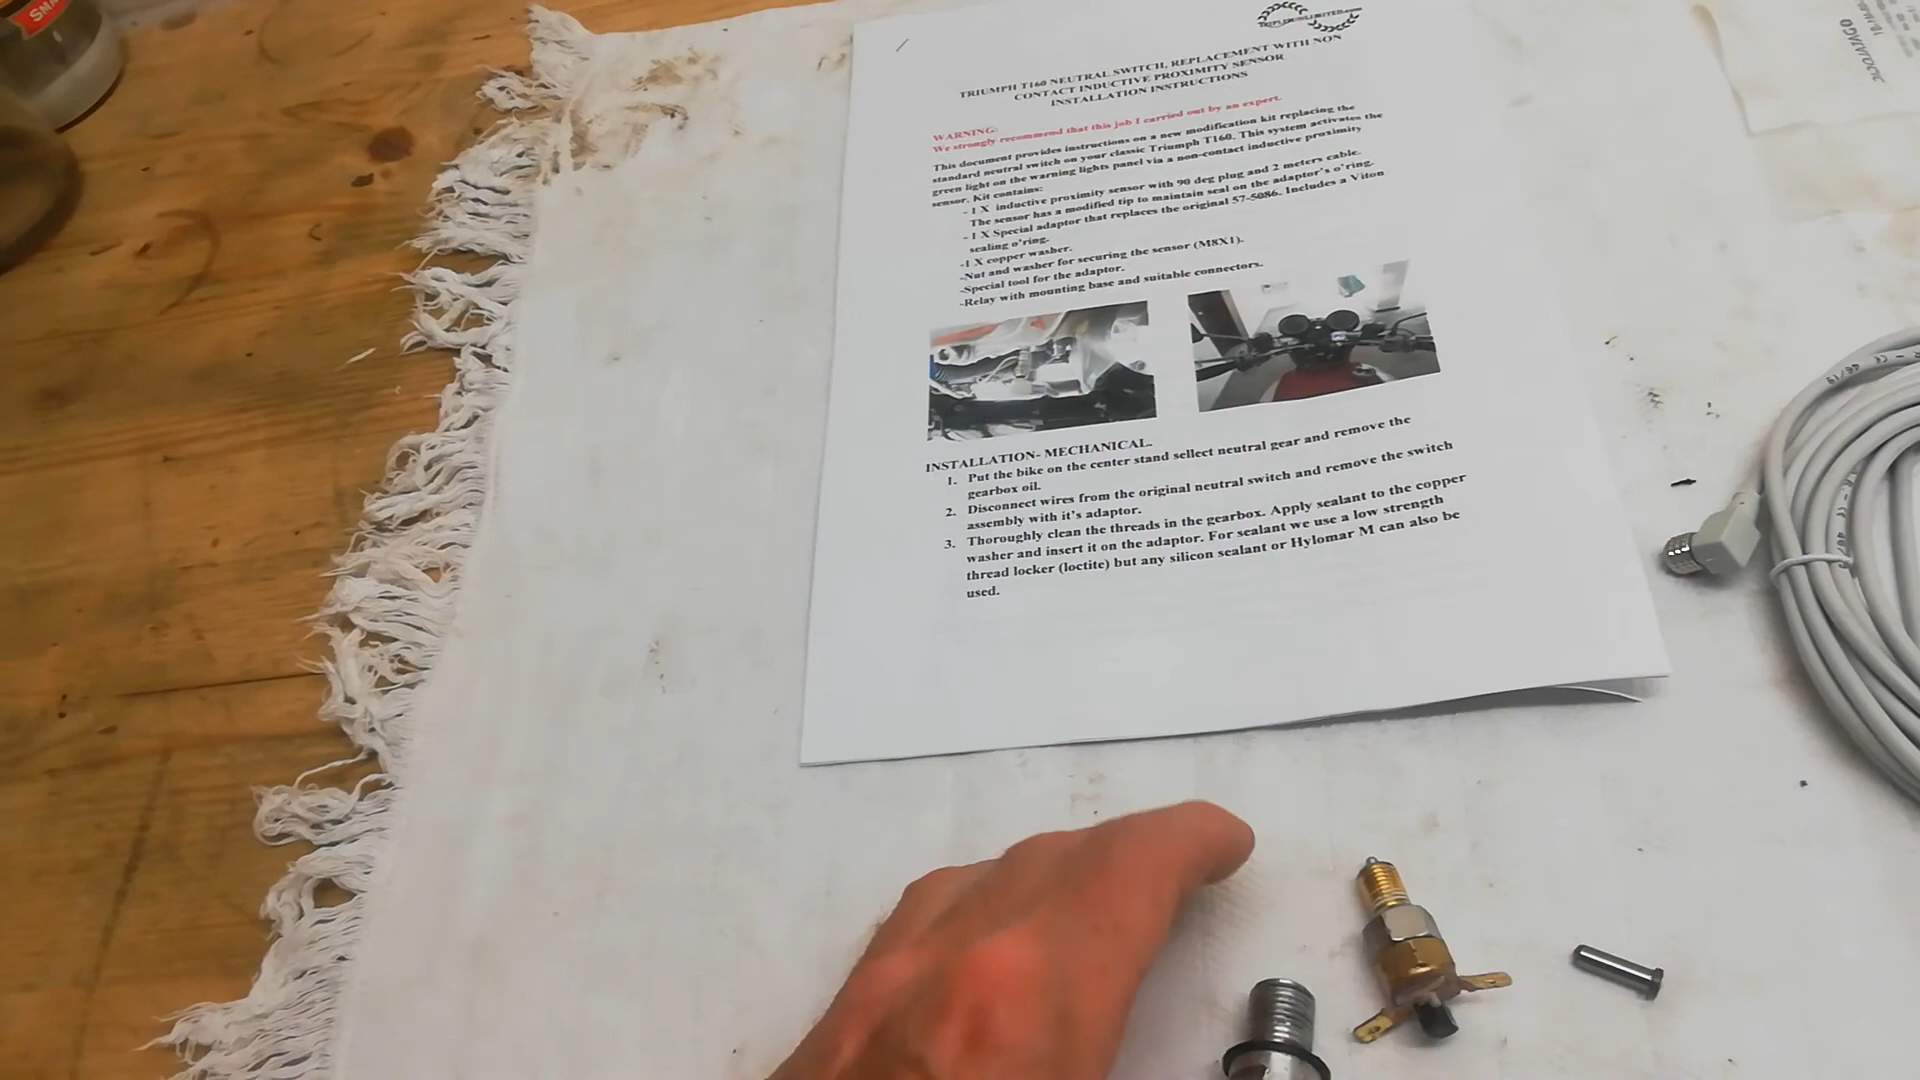 SMA
TRIPLESUNLIMITED.com
TRIUMPH T160 NEUTRAL SWITCH, REPLACEMENT WITH NON
CONTACT INDUCTIVE PROXIMITY SENSOR
INSTALLATION INSTRUCTIONS
WARNING:
We strongly recommend that this job I carried out by an expert.
This document provides instructions on a new modification kit replacing the
standard neutral switch on your classic Triumph T160. This system activates the
green light on the warning lights panel via a non-contact inductive proximity
sensor. Kit contains:
- 1 X inductive proximity sensor with 90 deg plug and 2 meters cable.
The sensor has a modified tip to maintain seal on the adaptor's o'ring.
- 1 X Special adaptor that replaces the original 57-5086. Includes a Viton
sealing o'ring.
-1 X copper washer.
-Nut and washer for securing the sensor (M8X1).
-Special tool for the adaptor.
-Relay with mounting base and suitable connectors.
INSTALLATION- MECHANICAL.
1. Put the bike on the center stand sellect neutral gear and remove the
gearbox oil.
2. Disconnect wires from the original neutral switch and remove the switch
assembly with it's adaptor.
3. Thoroughly clean the threads in the gearbox. Apply sealant to the copper
washer and insert it on the adaptor. For sealant we use a low strength
thread locker (loctite) but any silicon sealant or Hylomar M can also be
used.
46/19